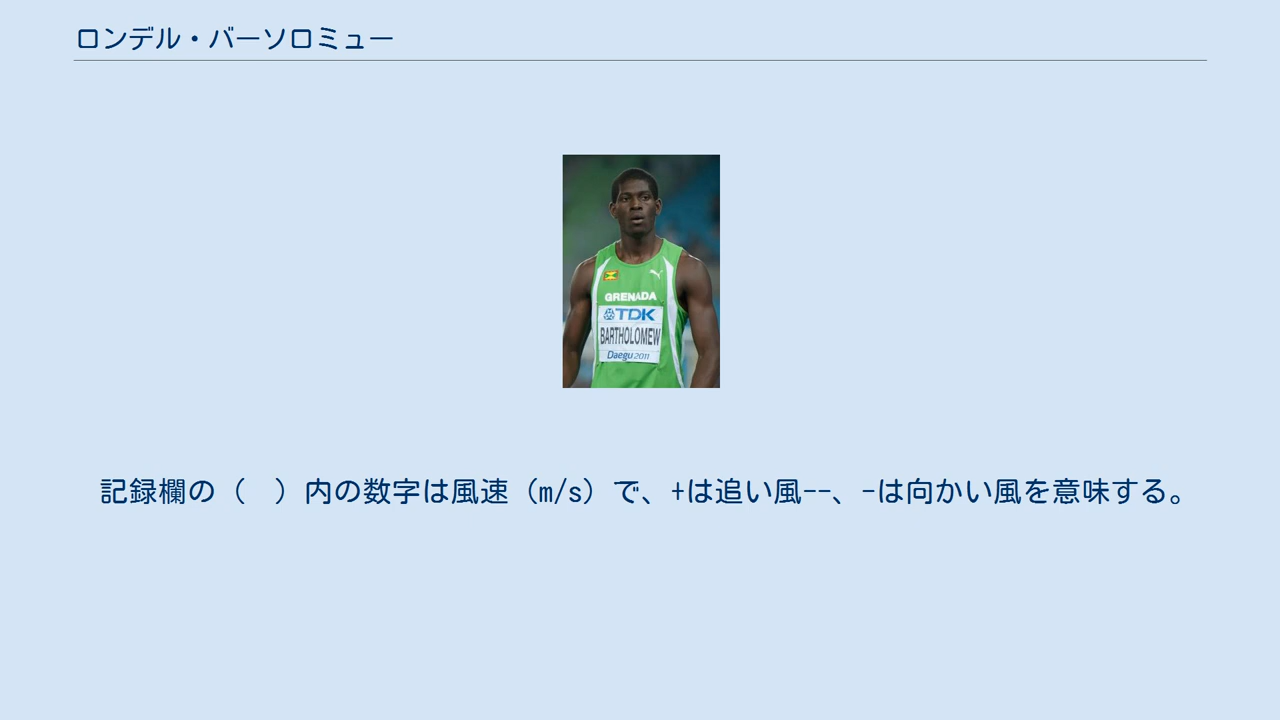 ロンデル・バーソロミュー
GRENADA
TDK
BARTHOLOMEW
Daegu2011
記録欄の（　）内の数字は風速（m/s）で、+は追い風--、-は向かい風を意味する。